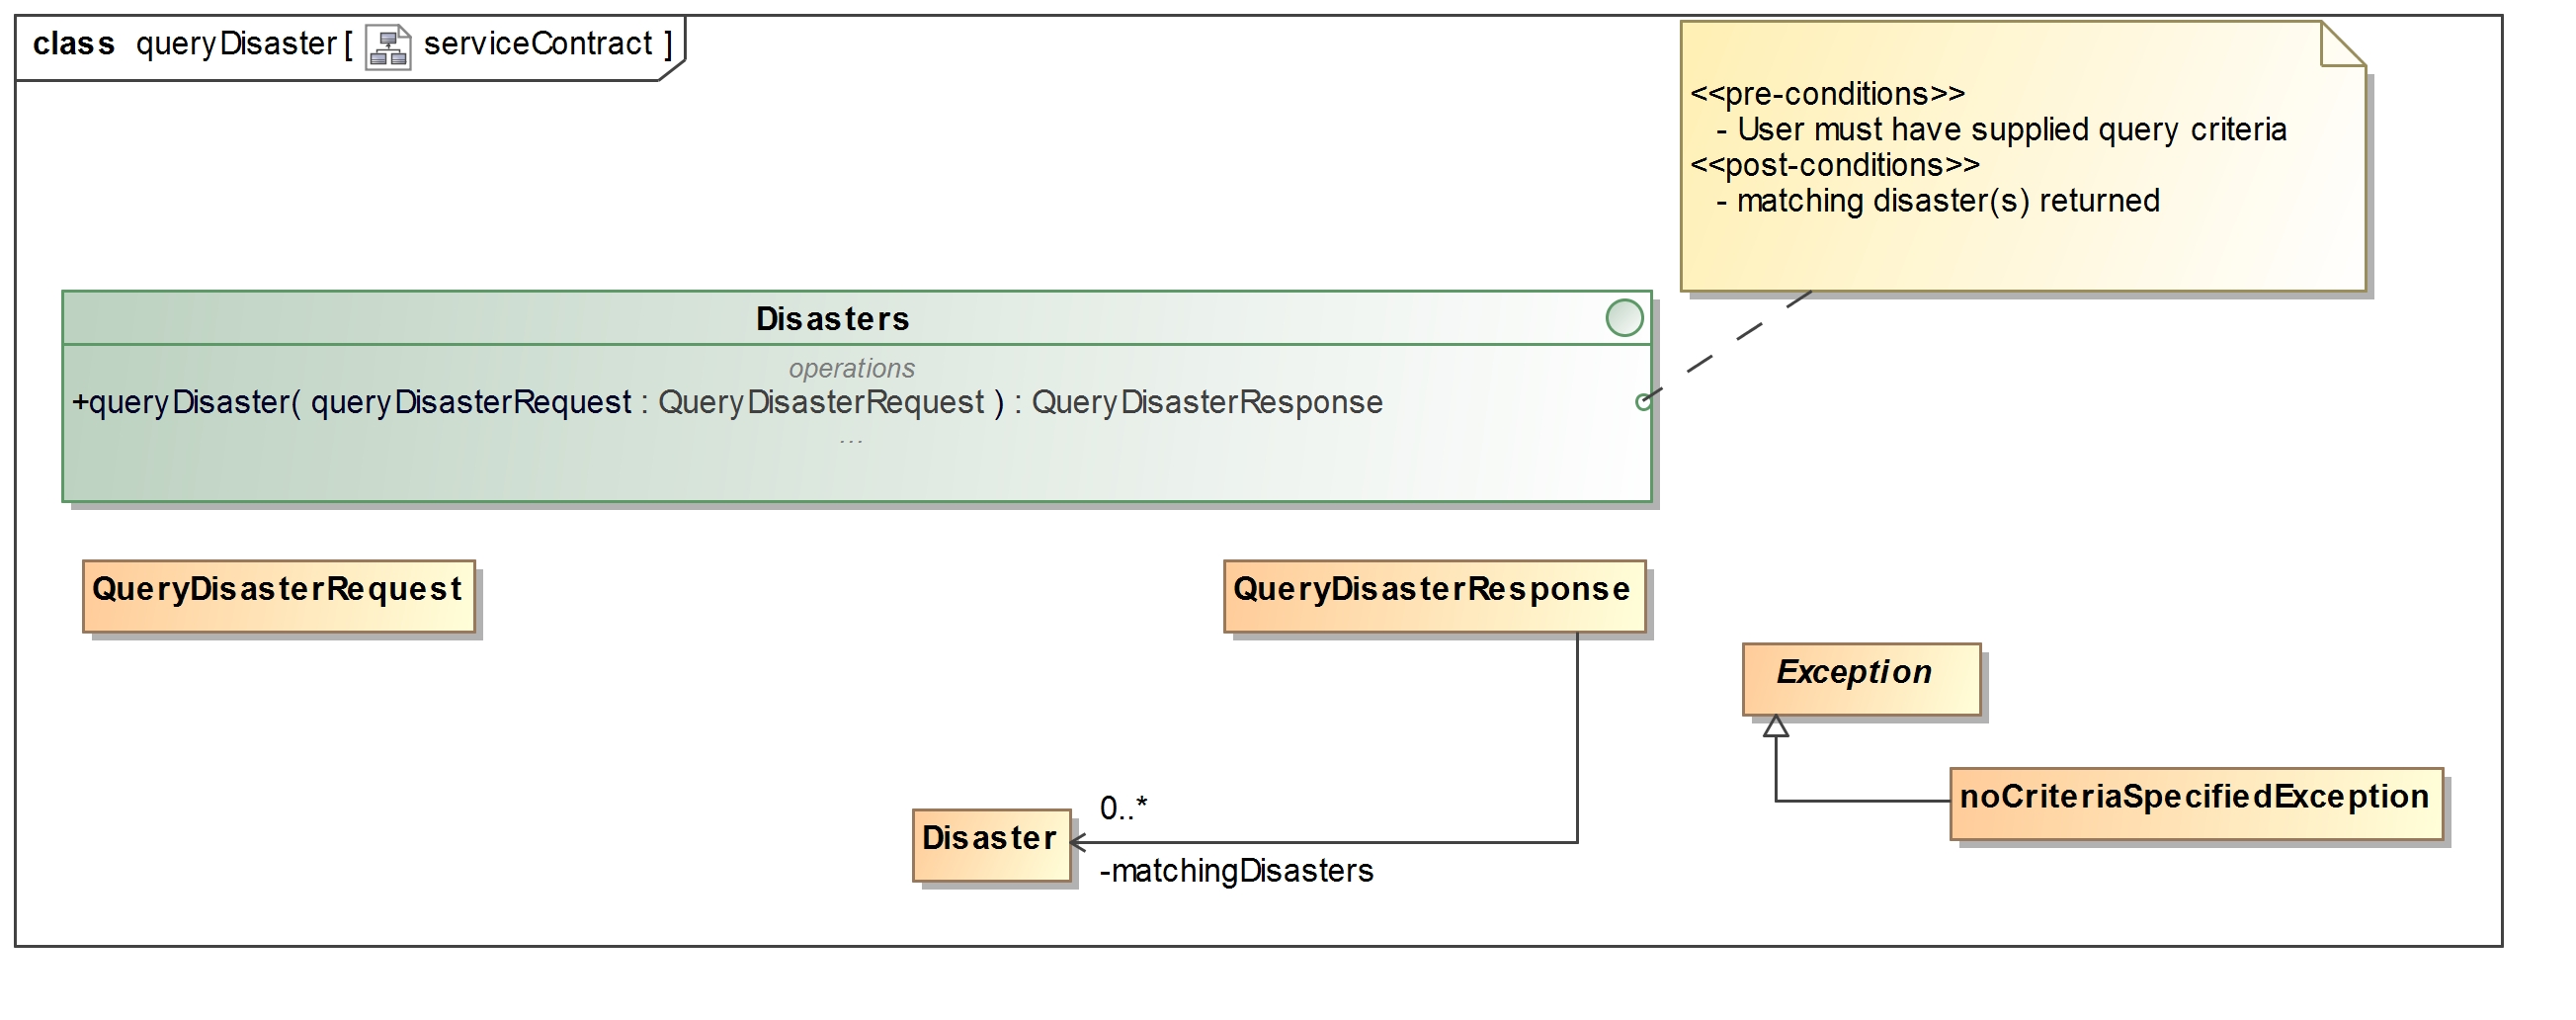 class queryDisaster [ serviceContract ]
<<pre-conditions>>
- User must have supplied query criteria
<<post-conditions>>
- matching disaster(s) returned
Disasters
operations
+queryDisaster( queryDisasterRequest : QueryDisasterRequest ) : QueryDisasterResponse
...
QueryDisasterRequest
QueryDisasterResponse
Exception
noCriteriaSpecifiedException
0..*
Disaster
-matchingDisasters